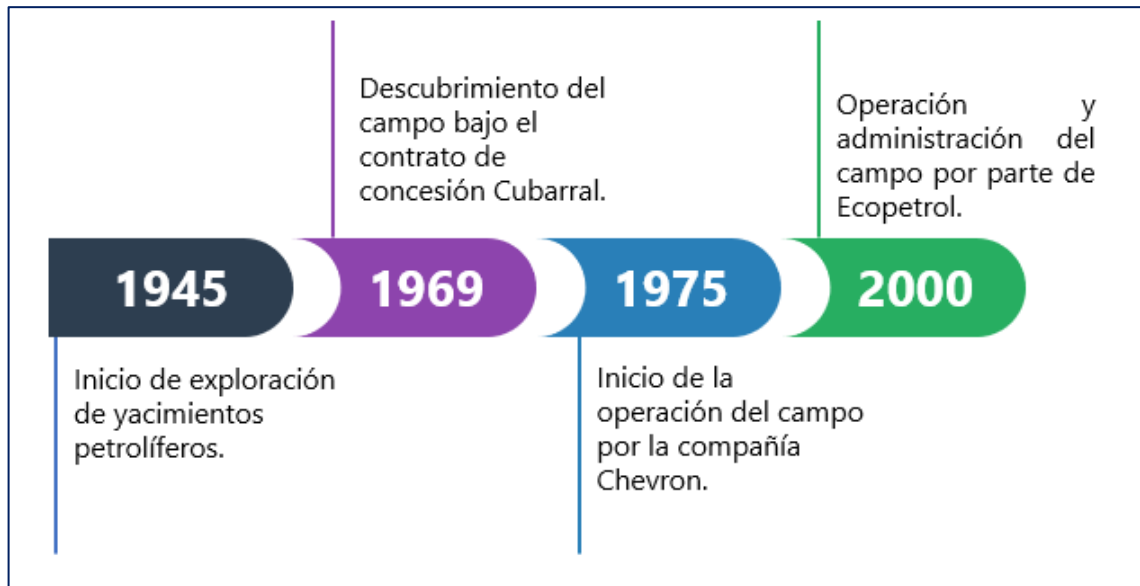 1945
Inicio de exploración
de yacimientos
petrolíferos.
1969
Descubrimiento del
campo bajo el
contrato de
concesión Cubarral.
1975
Inicio de la
operación del campo
por la compañía
Chevron.
2000
Operación y
administración del
campo por parte de
Ecopetrol.